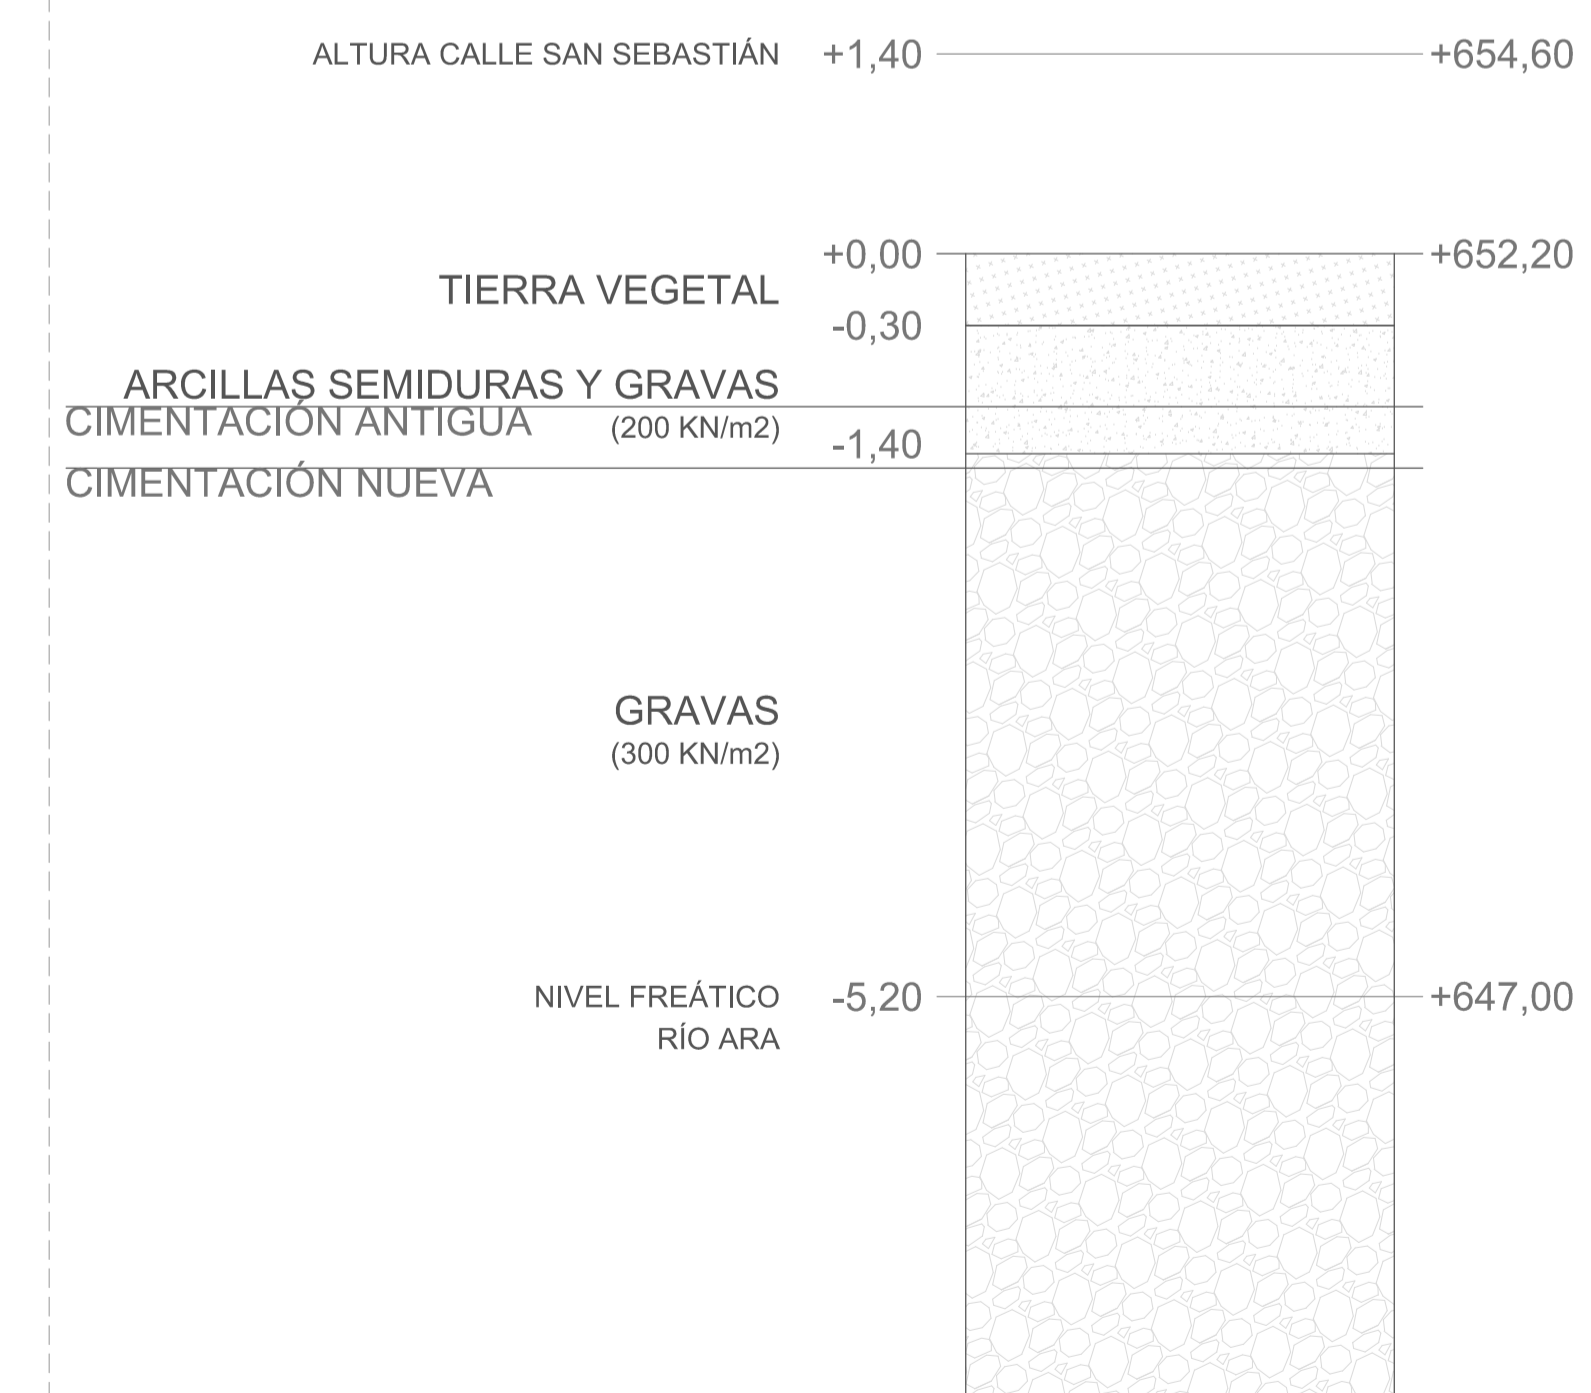 ALTURA CALLE SAN SEBASTIÁN +1,40 +654,60
+0,00 +652,20
TIERRA VEGETAL
-0,30
ARCILLAS SEMIDURAS Y GRAVAS
CIMENTACIÓN ANTIGUA (200 KN/m2)
-1,40
CIMENTACIÓN NUEVA
GRAVAS
(300 KN/m2)
NIVEL FREÁTICO -5,20 +647,00
RÍO ARA